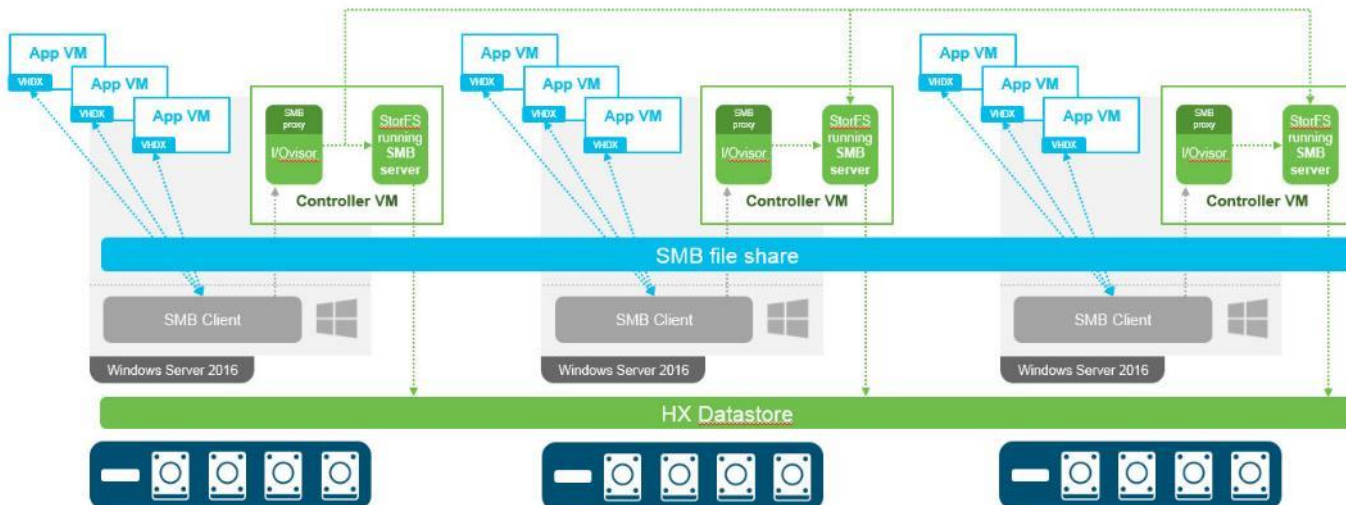 App VM
VHDX
App VM
VHDX
App VM
VHDX
SMB
proxy
I/Ovisor
StorFS
running
SMB
server
Controller VM
App VM
VHDX
App VM
VHDX
App VM
VHDX
SMB
proxy
I/Ovisor
StorFS
running
SMB
server
Controller VM
App VM
VHDX
App VM
VHDX
App VM
VHDX
SMB
proxy
I/Ovisor
StorFS
running
SMB
server
Controller VM
SMB file share
SMB Client
SMB Client
SMB Client
Windows Server 2016
Windows Server 2016
Windows Server 2016
HX Datastore